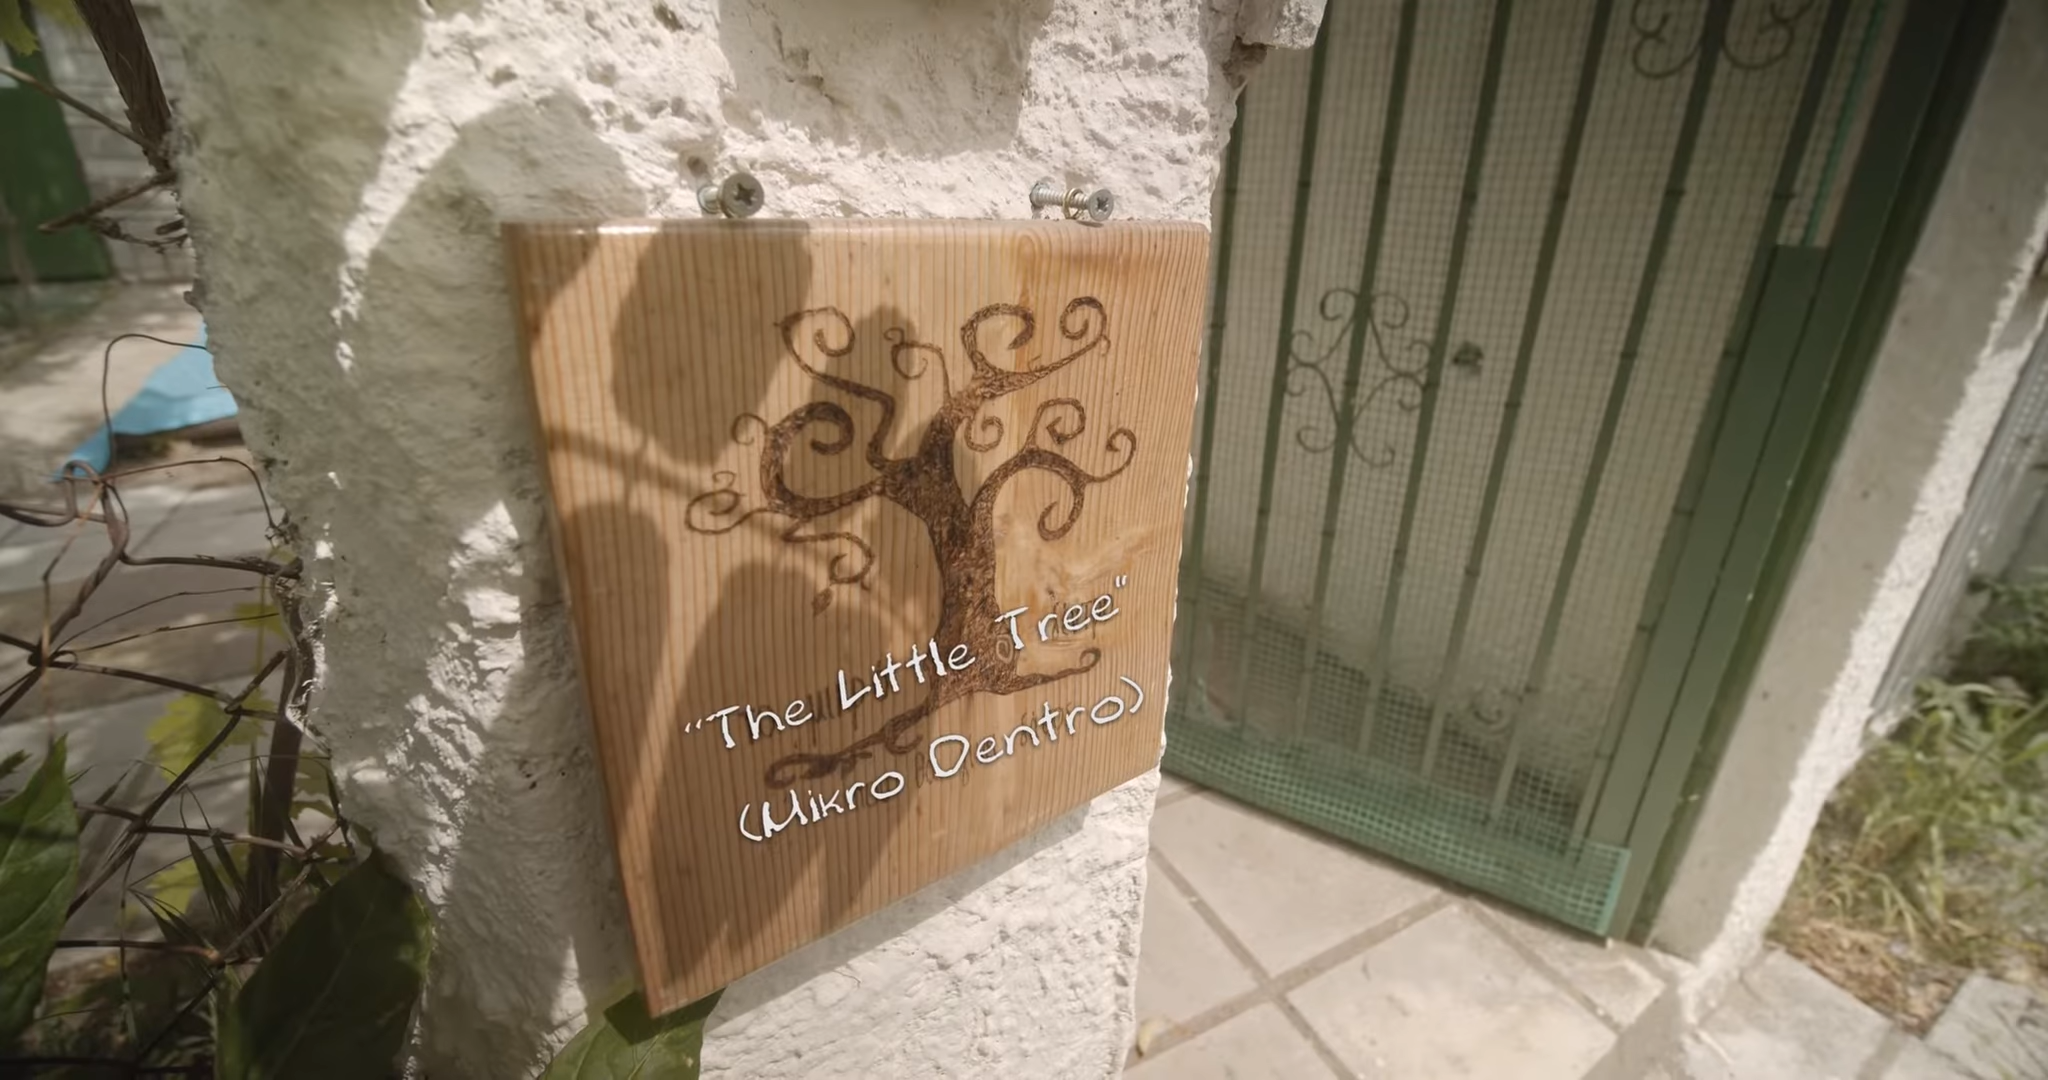 “The Little Tree"
(Mikro Dentro)